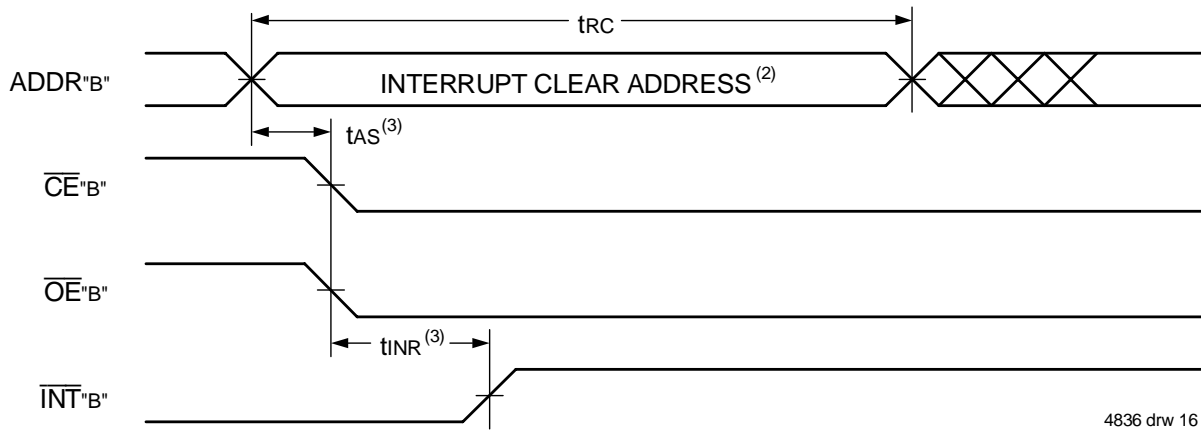 tRC
ADDR"B"
INTERRUPT CLEAR ADDRESS(2)
tAS(3)
CE"B"
OE"B"
tINR(3)
INT"B"
4836 drw 16